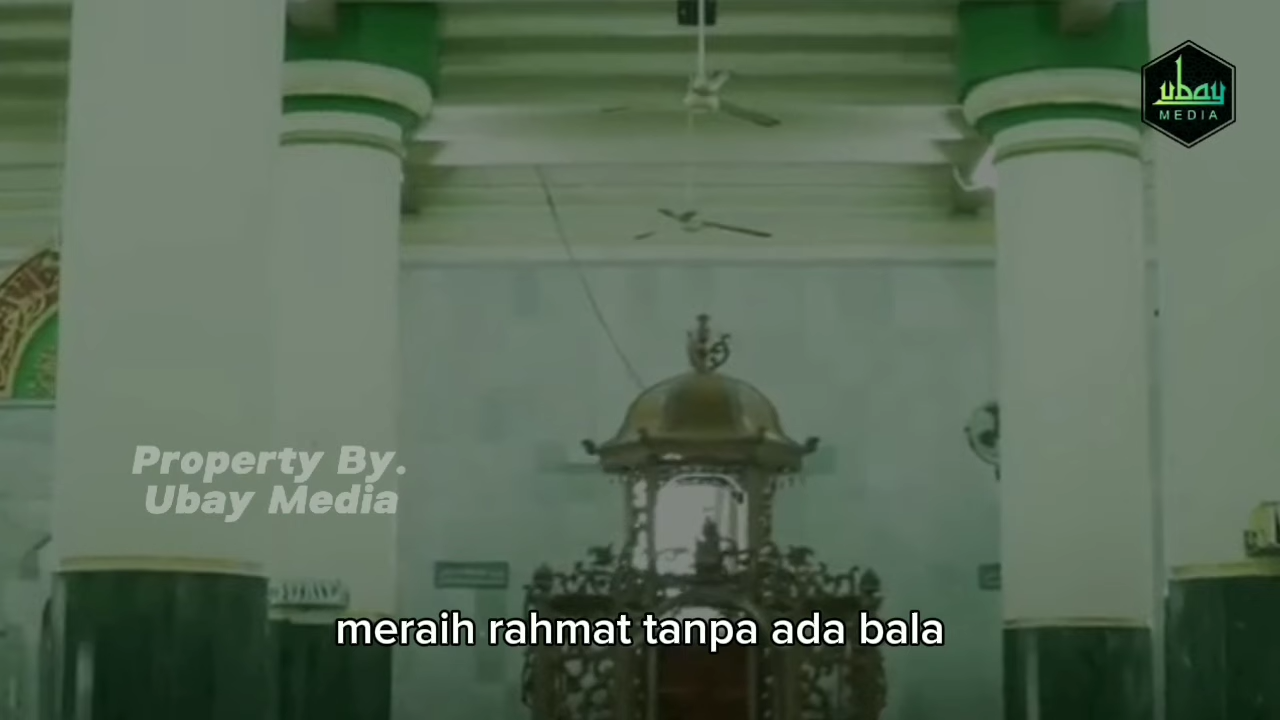 ubay
MEDIA
Property By.
Ubay Media
meraih rahmat tanpa ada bala